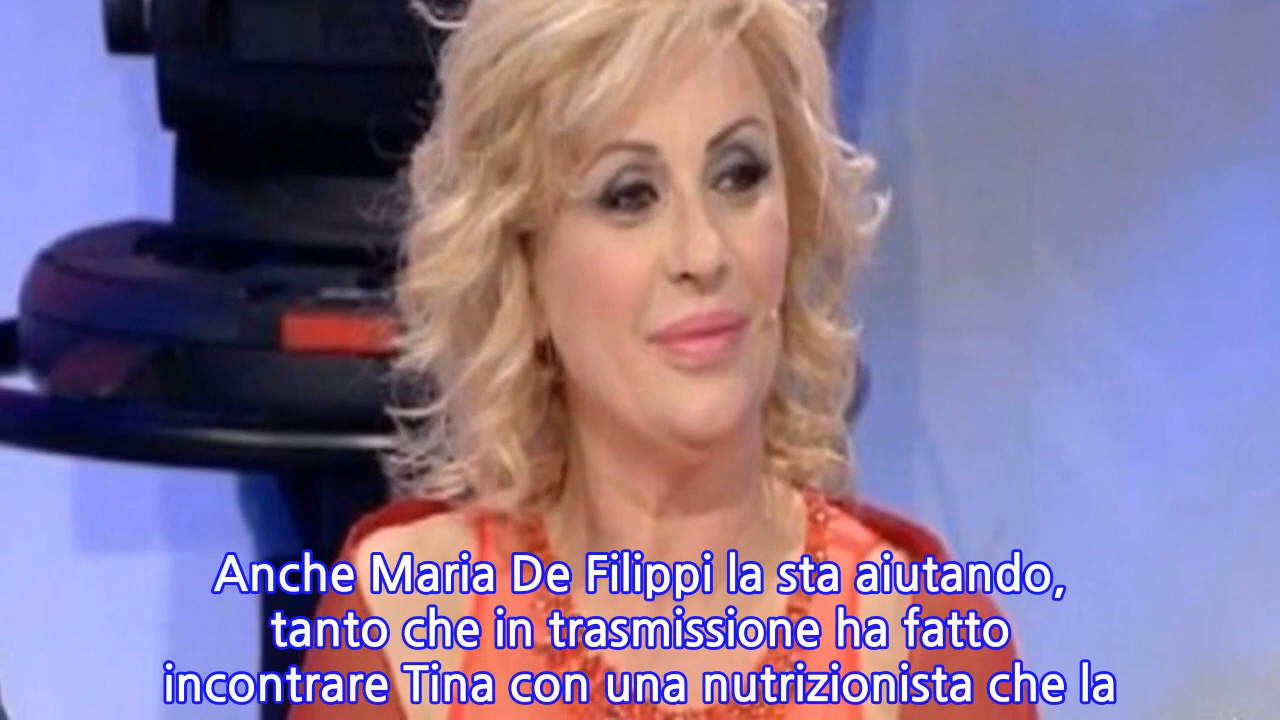 Anche Maria De Filippi la sta aiutando,
tanto che in trasmissione ha fatto
incontrare Tina con una nutrizionista che la